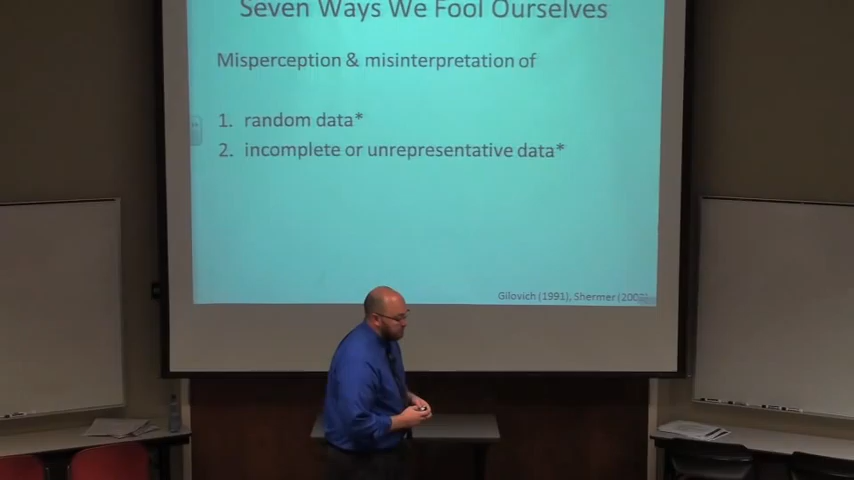 Seven Ways We Fool Ourselves
Misperception & misinterpretation of
1. random data*
2. incomplete or unrepresentative data*
Gilovich (1991), Shermer